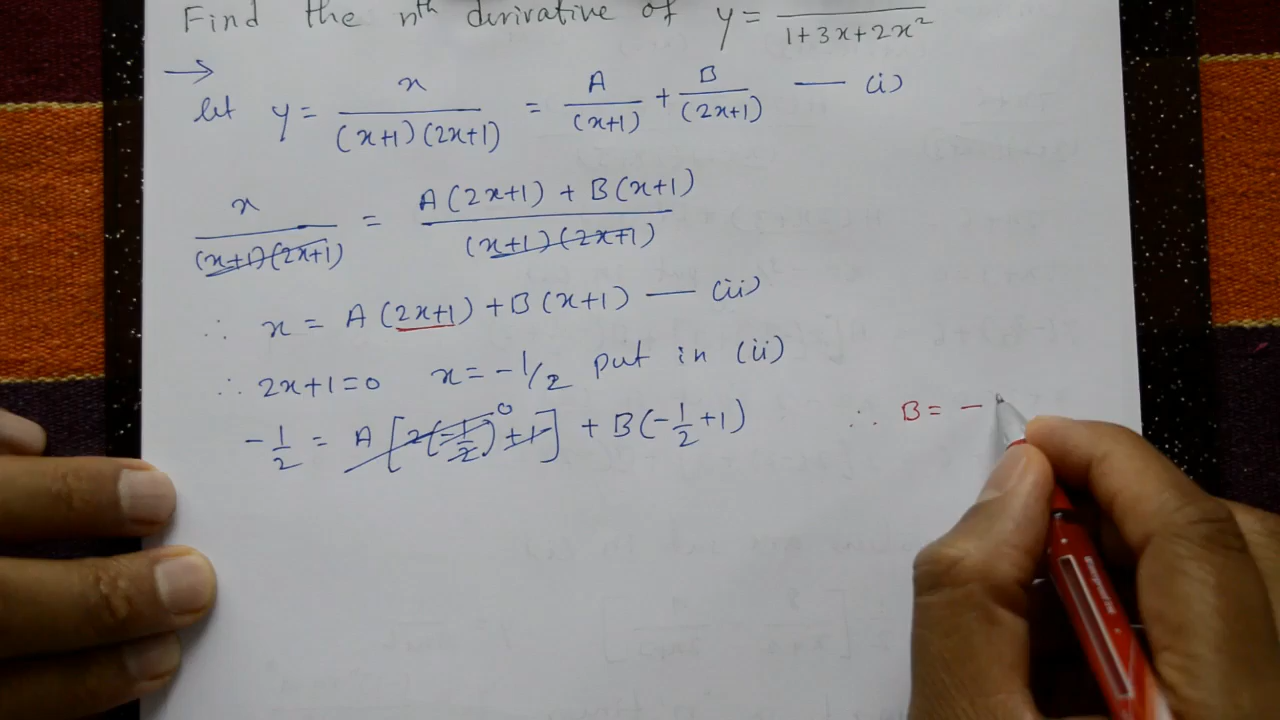 Find the nth derivative of y = ─── / 1+3x+2x²
let y = x / (x+1)(2x+1) = A / (x+1) + B / (2x+1) — (i)
x / (x+1)(2x+1) = A(2x+1) + B(x+1) / (x+1)(2x+1)
∴ x = A(2x+1) + B(x+1) — (ii)
∴ 2x+1=0 x = -1/2 put in (ii)
-1/2 = A[2(-1/2)+1] 0 + B(-1/2+1) ∴ B = -